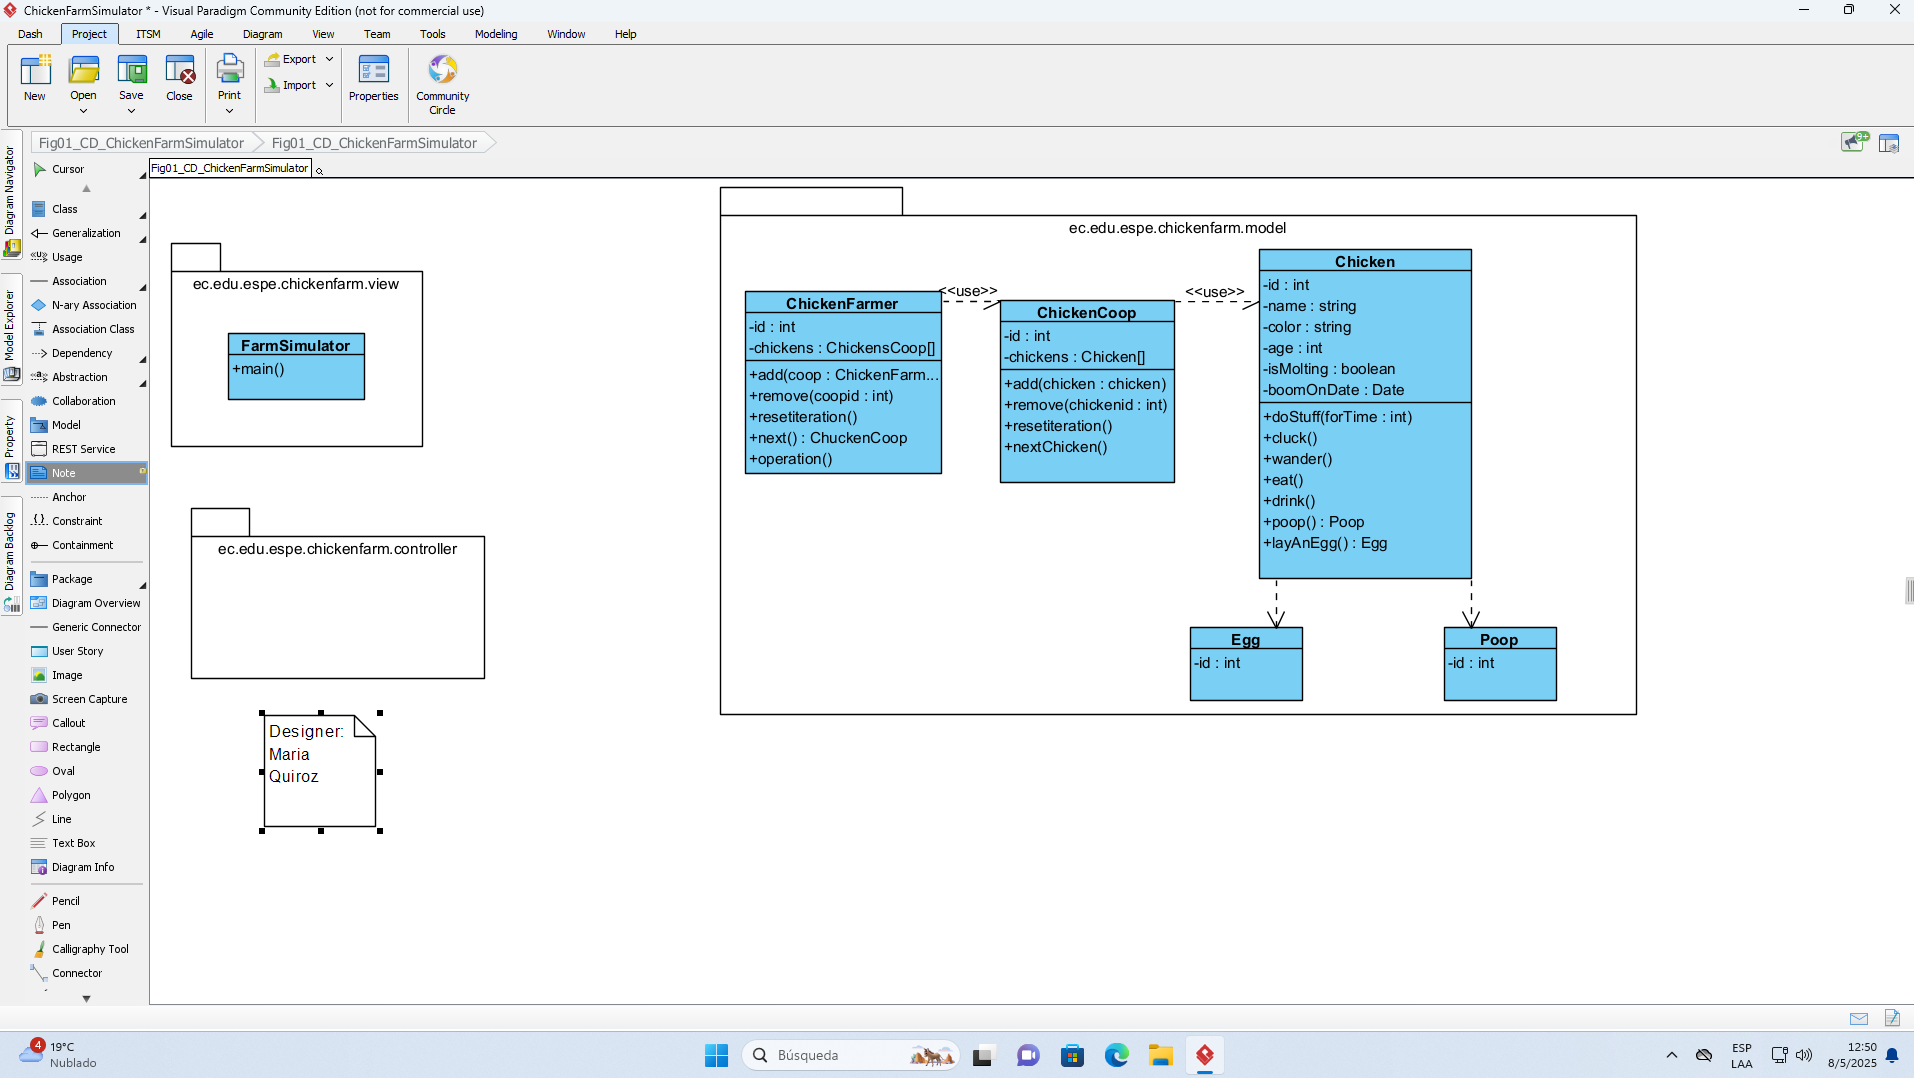 ChickenFarmSimulator * - Visual Paradigm Community Edition (not for commercial use)
Dash Project ITSM Agile Diagram View Team Tools Modeling Window Help
New Open Save Close Print Export Import Properties Community Circle
Fig01_CD_ChickenFarmSimulator Fig01_CD_ChickenFarmSimulator
9+
Fig01_CD_ChickenFarmSimulator
Diagram Navigator
Model Explorer
Property
Diagram Backlog
Cursor
Class
Generalization
Usage
Association
N-ary Association
Association Class
Dependency
Abstraction
Collaboration
Model
REST Service
Note
Anchor
Constraint
Containment
Package
Diagram Overview
Generic Connector
User Story
Image
Screen Capture
Callout
Rectangle
Oval
Polygon
Line
Text Box
Diagram Info
Pencil
Pen
Calligraphy Tool
Connector
ec.edu.espe.chickenfarm.view
FarmSimulator
+main()
ec.edu.espe.chickenfarm.controller
Designer:
Maria
Quiroz
ec.edu.espe.chickenfarm.model
ChickenFarmer
-id : int
-chickens : ChickensCoop[]
+add(coop : ChickenFarm...
+remove(coopid : int)
+resetiteration()
+next() : ChuckenCoop
+operation()
<<use>>
ChickenCoop
-id : int
-chickens : Chicken[]
+add(chicken : chicken)
+remove(chickenid : int)
+resetiteration()
+nextChicken()
<<use>>
Chicken
-id : int
-name : string
-color : string
-age : int
-isMolting : boolean
-boomOnDate : Date
+doStuff(forTime : int)
+cluck()
+wander()
+eat()
+drink()
+poop() : Poop
+layAnEgg() : Egg
Egg
-id : int
Poop
-id : int
4
19°C
Nublado
Búsqueda
ESP
LAA
12:50
8/5/2025